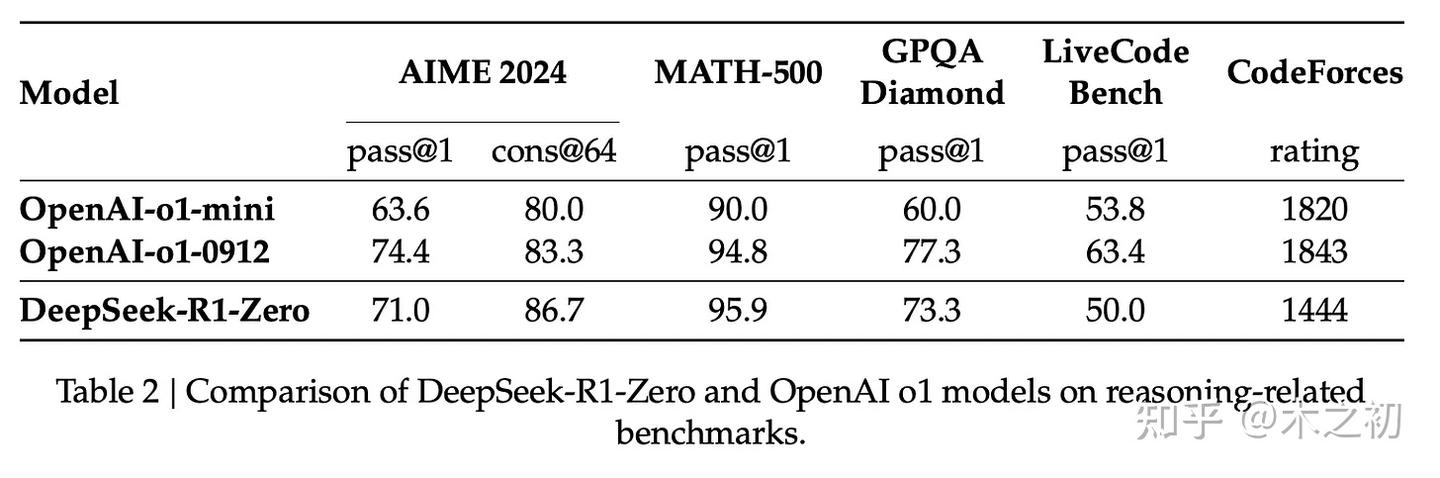 Model AIME 2024 MATH-500 GPQA Diamond LiveCode Bench CodeForces
pass@1 cons@64 pass@1 pass@1 pass@1 rating
OpenAI-o1-mini 63.6 80.0 90.0 60.0 53.8 1820
OpenAI-o1-0912 74.4 83.3 94.8 77.3 63.4 1843
DeepSeek-R1-Zero 71.0 86.7 95.9 73.3 50.0 1444
Table 2 | Comparison of DeepSeek-R1-Zero and OpenAI o1 models on reasoning-related
benchmarks.
知乎 @木之初